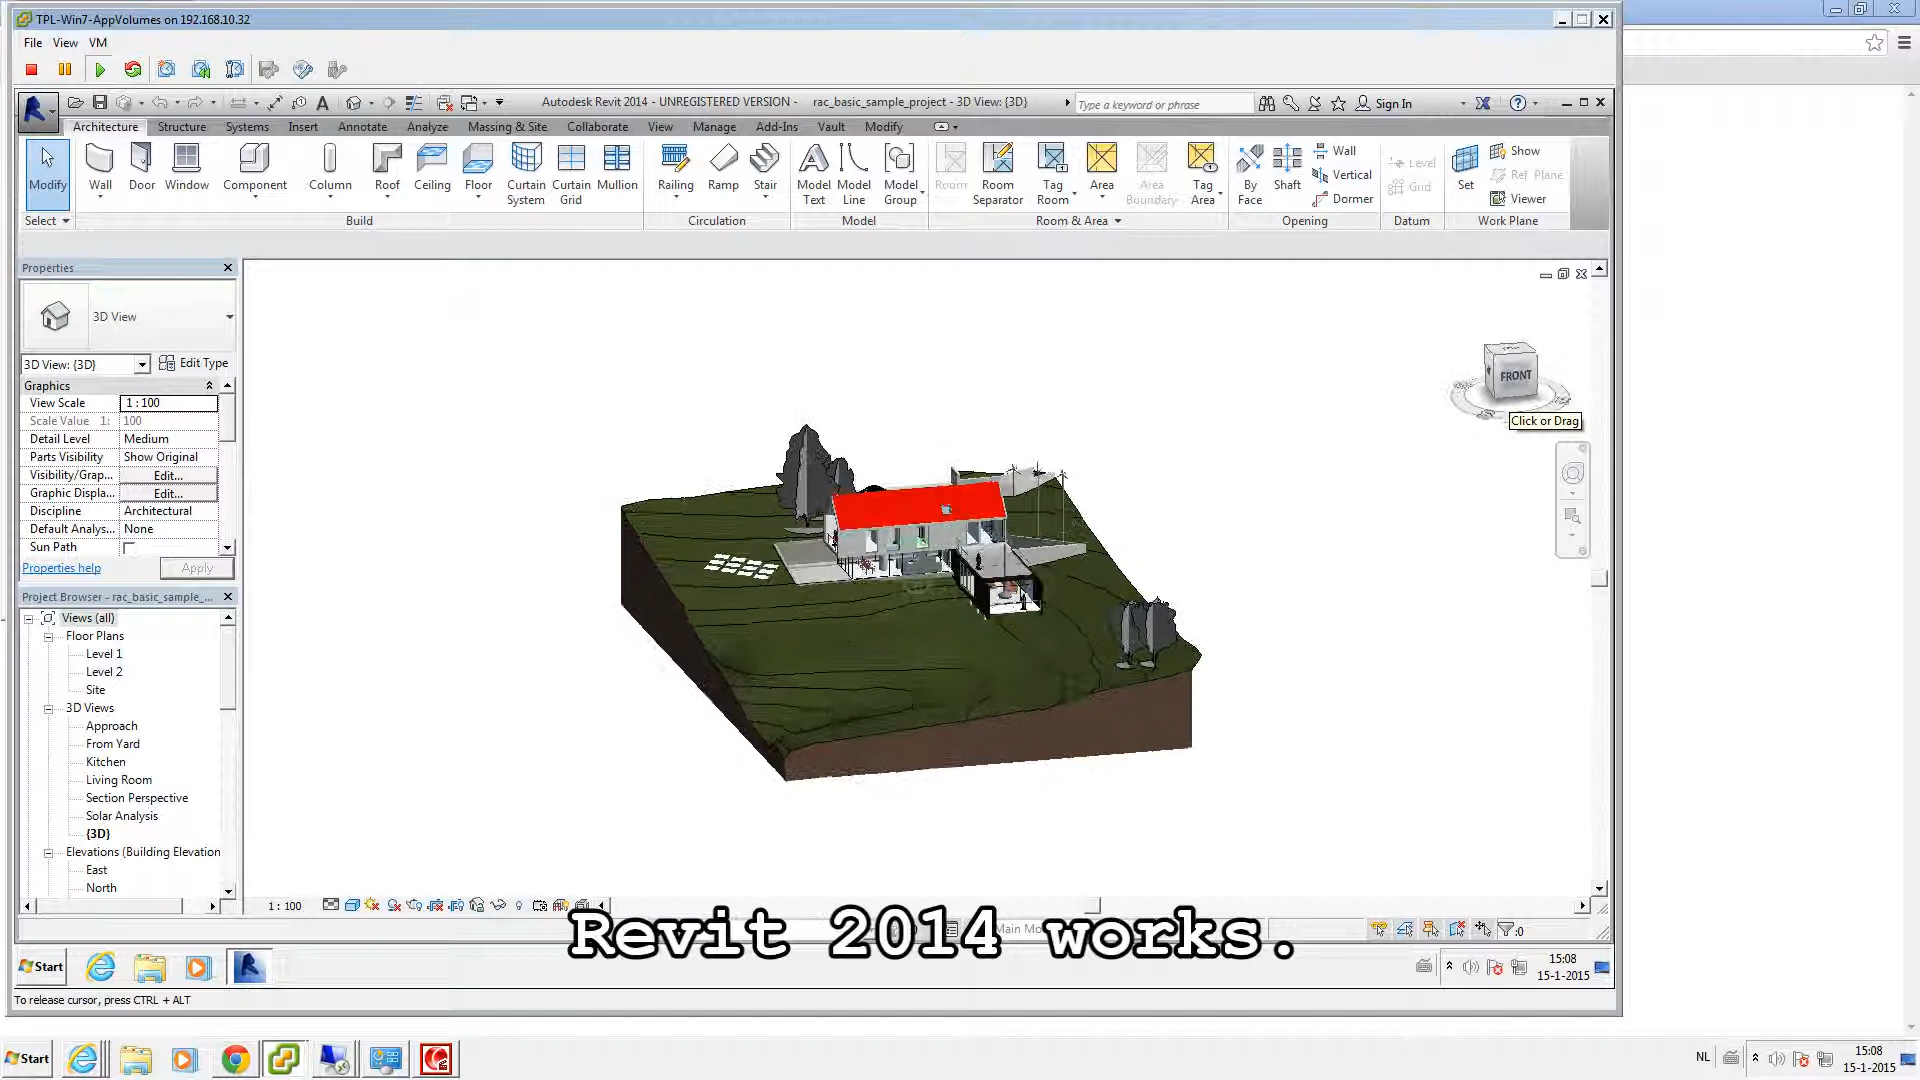 TPL-Win7-AppVolumes on 192.168.10.32
File View VM
Autodesk Revit 2014 - UNREGISTERED VERSION - rac_basic_sample_project - 3D View: {3D}
Type a keyword or phrase
Sign In
Architecture Structure Systems Insert Annotate Analyze Massing & Site Collaborate View Manage Add-Ins Vault Modify
Modify Wall Door Window Component Column Roof Ceiling Floor Curtain System Curtain Grid Mullion Railing Ramp Stair Model Text Model Line Model Group Room Room Separator Tag Room Area Area Boundary Tag Area By Face Shaft Wall Vertical Dormer Level Grid Set Show Ref Plane Viewer
Select Build Circulation Model Room & Area Opening Datum Work Plane
Properties
3D View
3D View: {3D} Edit Type
Graphics
View Scale 1 : 100
Scale Value 1: 100
Detail Level Medium
Parts Visibility Show Original
Visibility/Grap... Edit...
Graphic Displa... Edit...
Discipline Architectural
Default Analys... None
Sun Path
Properties help Apply
Project Browser - rac_basic_sample_...
Views (all)
Floor Plans
Level 1
Level 2
Site
3D Views
Approach
From Yard
Kitchen
Living Room
Section Perspective
Solar Analysis
{3D}
Elevations (Building Elevation
East
North
FRONT
Click or Drag
1 : 100
Main Mo
:0
Revit 2014 works.
Start
15:08
15-1-2015
To release cursor, press CTRL + ALT
Start
NL
15:08
15-1-2015